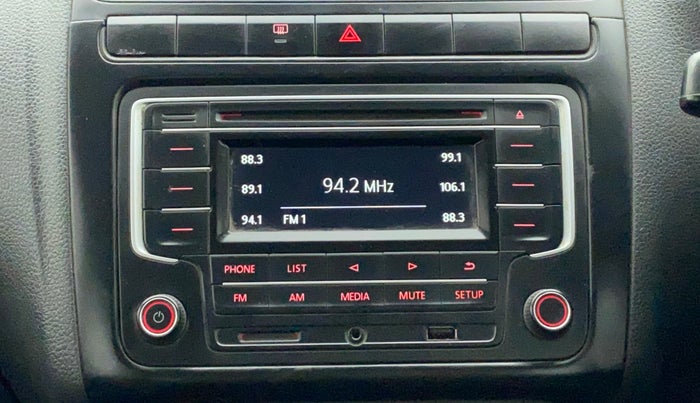 88.3 99.1
89.1 94.2 MHz 106.1
94.1 FM 1 88.3
PHONE LIST
FM AM MEDIA MUTE SETUP